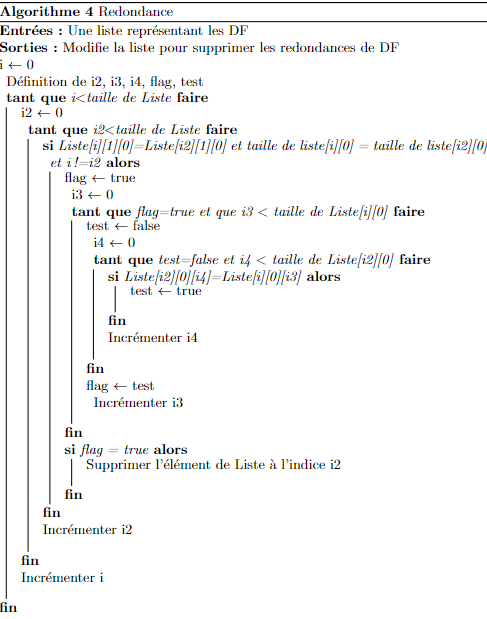 Algorithme 4 Redondance
Entrées : Une liste représentant les DF
Sorties : Modifie la liste pour supprimer les redondances de DF
i ← 0
Définition de i2, i3, i4, flag, test
tant que i<taille de Liste faire
i2 ← 0
tant que i2<taille de Liste faire
si Liste[i][1][0]=Liste[i2][1][0] et taille de liste[i][0] = taille de liste[i2][0]
et i !=i2 alors
flag ← true
i3 ← 0
tant que flag=true et que i3 < taille de Liste[i][0] faire
test ← false
i4 ← 0
tant que test=false et i4 < taille de Liste[i2][0] faire
si Liste[i2][0][i4]=Liste[i][0][i3] alors
test ← true
fin
Incrémenter i4
fin
flag ← test
Incrémenter i3
fin
si flag = true alors
Supprimer l'élément de Liste à l'indice i2
fin
fin
Incrémenter i2
fin
Incrémenter i
fin